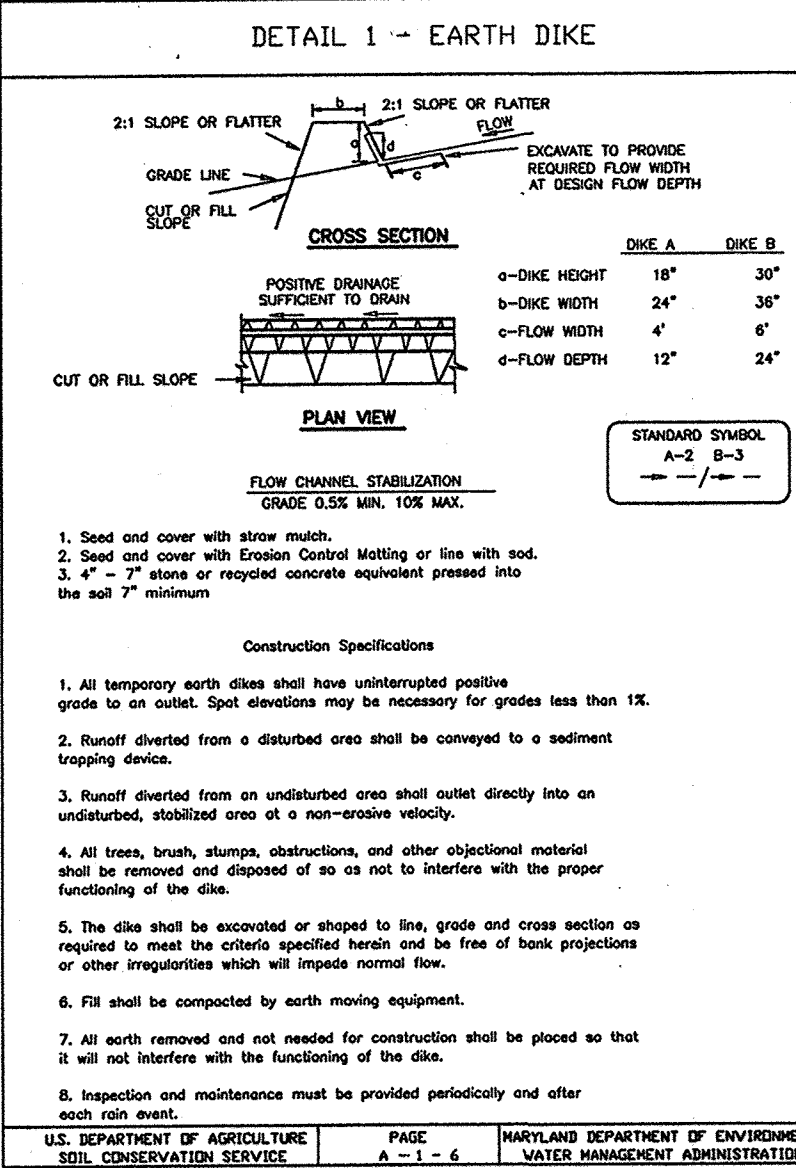 DETAIL 1 - EARTH DIKE
b
2:1 SLOPE OR FLATTER
2:1 SLOPE OR FLATTER
FLOW
a
d
EXCAVATE TO PROVIDE
REQUIRED FLOW WIDTH
AT DESIGN FLOW DEPTH
GRADE LINE
c
CUT OR FILL
SLOPE
CROSS SECTION
DIKE A DIKE B
a-DIKE HEIGHT 18" 30"
b-DIKE WIDTH 24" 36"
c-FLOW WIDTH 4' 6'
d-FLOW DEPTH 12" 24"
POSITIVE DRAINAGE
SUFFICIENT TO DRAIN
CUT OR FILL SLOPE
PLAN VIEW
STANDARD SYMBOL
A-2 B-3
FLOW CHANNEL STABILIZATION
GRADE 0.5% MIN. 10% MAX.
1. Seed and cover with straw mulch.
2. Seed and cover with Erosion Control Matting or line with sod.
3. 4" - 7" stone or recycled concrete equivalent pressed into
the soil 7" minimum
Construction Specifications
1. All temporary earth dikes shall have uninterrupted positive
grade to an outlet. Spot elevations may be necessary for grades less than 1%.
2. Runoff diverted from a disturbed area shall be conveyed to a sediment
trapping device.
3. Runoff diverted from an undisturbed area shall outlet directly into an
undisturbed, stabilized area at a non-erosive velocity.
4. All trees, brush, stumps, obstructions, and other objectional material
shall be removed and disposed of so as not to interfere with the proper
functioning of the dike.
5. The dike shall be excavated or shaped to line, grade and cross section as
required to meet the criteria specified herein and be free of bank projections
or other irregularities which will impede normal flow.
6. Fill shall be compacted by earth moving equipment.
7. All earth removed and not needed for construction shall be placed so that
it will not interfere with the functioning of the dike.
8. Inspection and maintenance must be provided periodically and after
each rain event.
U.S. DEPARTMENT OF AGRICULTURE
SOIL CONSERVATION SERVICE
PAGE
A - 1 - 6
MARYLAND DEPARTMENT OF ENVIRONME
WATER MANAGEMENT ADMINISTRATION